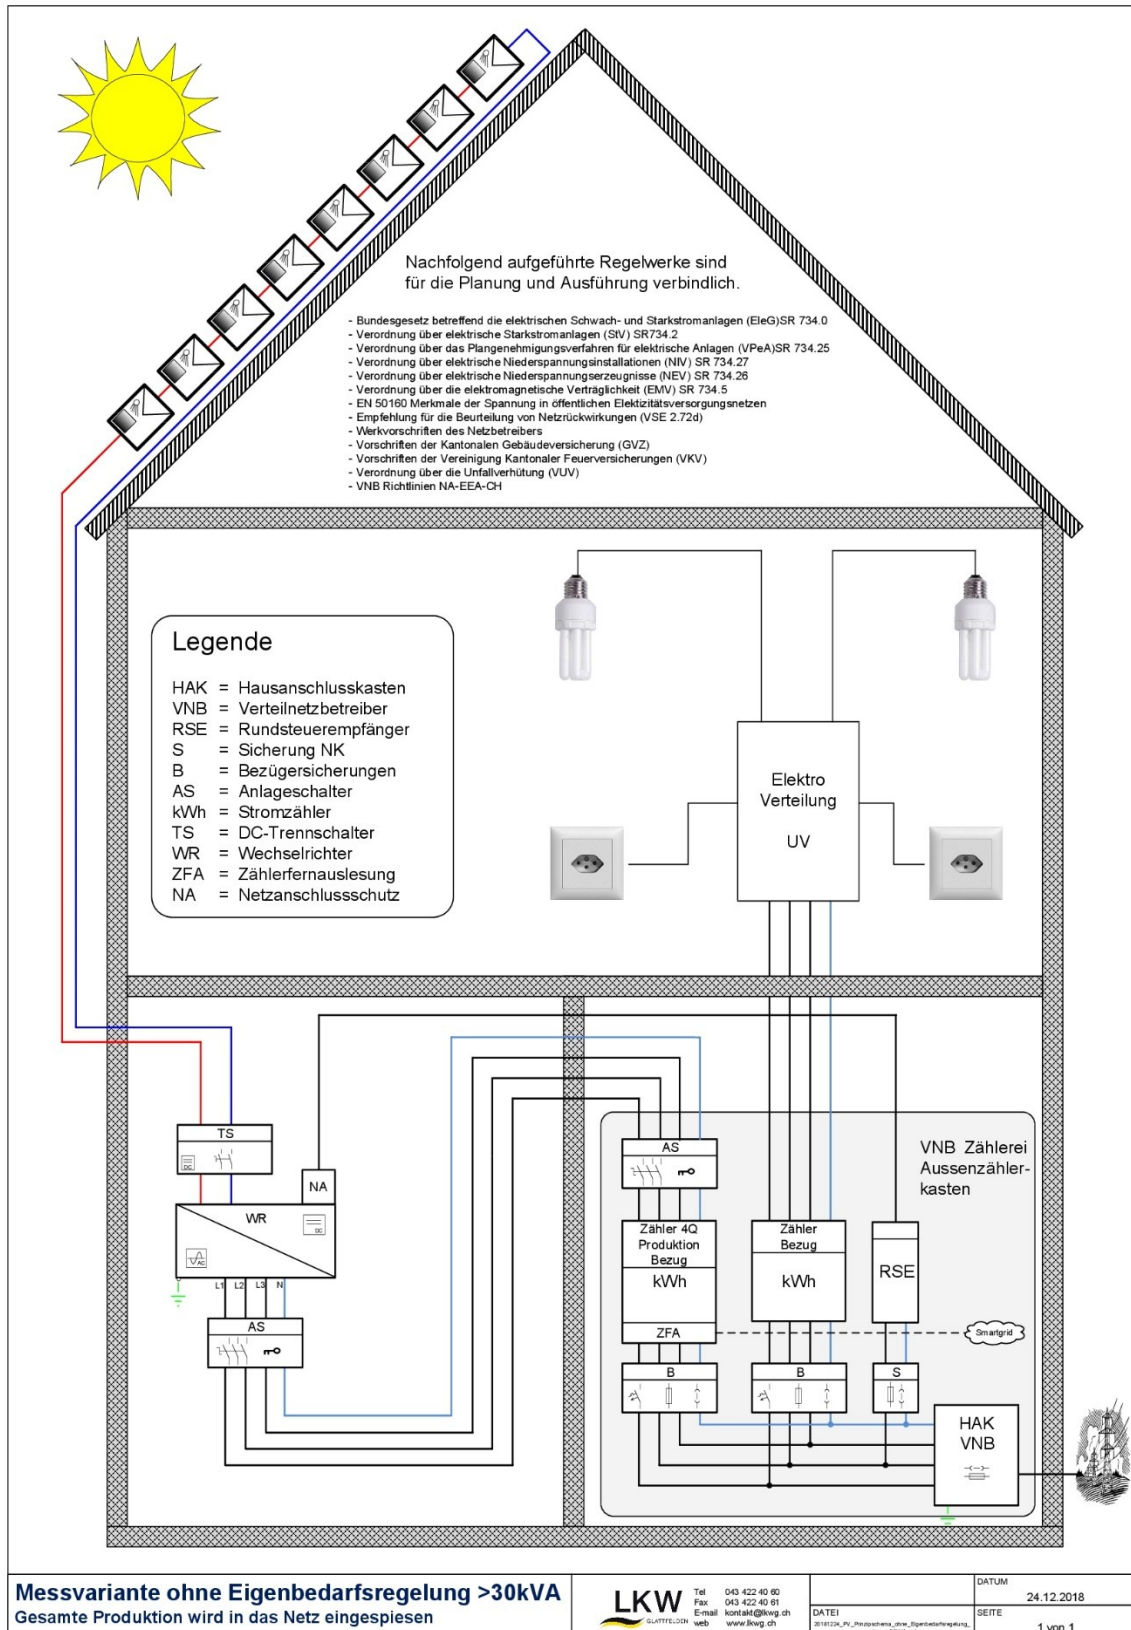 Nachfolgend aufgeführte Regelwerke sind
für die Planung und Ausführung verbindlich.
- Bundesgesetz betreffend die elektrischen Schwach- und Starkstromanlagen (EleG)SR 734.0
- Verordnung über elektrische Starkstromanlagen (StV) SR734.2
- Verordnung über das Plangenehmigungsverfahren für elektrische Anlagen (VPeA)SR 734.25
- Verordnung über elektrische Niederspannungsinstallationen (NIV) SR 734.27
- Verordnung über elektrische Niederspannungserzeugnisse (NEV) SR 734.26
- Verordnung über die elektromagnetische Verträglichkeit (EMV) SR 734.5
- EN 50160 Merkmale der Spannung in öffentlichen Elektizitätsversorgungsnetzen
- Empfehlung für die Beurteilung von Netzrückwirkungen (VSE 2.72d)
- Werkvorschriften des Netzbetreibers
- Vorschriften der Kantonalen Gebäudeversicherung (GVZ)
- Vorschriften der Vereinigung Kantonaler Feuerversicherungen (VKV)
- Verordnung über die Unfallverhütung (VUV)
- VNB Richtlinien NA-EEA-CH
Legende
HAK = Hausanschlusskasten
VNB = Verteilnetzbetreiber
RSE = Rundsteuerempfänger
S = Sicherung NK
B = Bezügersicherungen
AS = Anlageschalter
kWh = Stromzähler
TS = DC-Trennschalter
WR = Wechselrichter
ZFA = Zählerfernauslesung
NA = Netzanschlussschutz
Elektro
Verteilung
UV
TS
DC
NA
WR
DC
AC
L1 L2 L3 N
AS
VNB Zählerei
Aussenzähler-
kasten
AS
Zähler 4Q
Produktion
Bezug
kWh
ZFA
Zähler
Bezug
kWh
RSE
Smartgrid
B
B
S
HAK
VNB
Messvariante ohne Eigenbedarfsregelung >30kVA
Gesamte Produktion wird in das Netz eingespiesen
LKW
GLATTFELDEN
Tel 043 422 40 60
Fax 043 422 40 61
E-mail kontakt@lkwg.ch
web www.lkwg.ch
DATUM
24.12.2018
DATEI
20181224_PV_Prinzipschema_ohne_Eigenbedarfsregelung_
SEITE
1 von 1